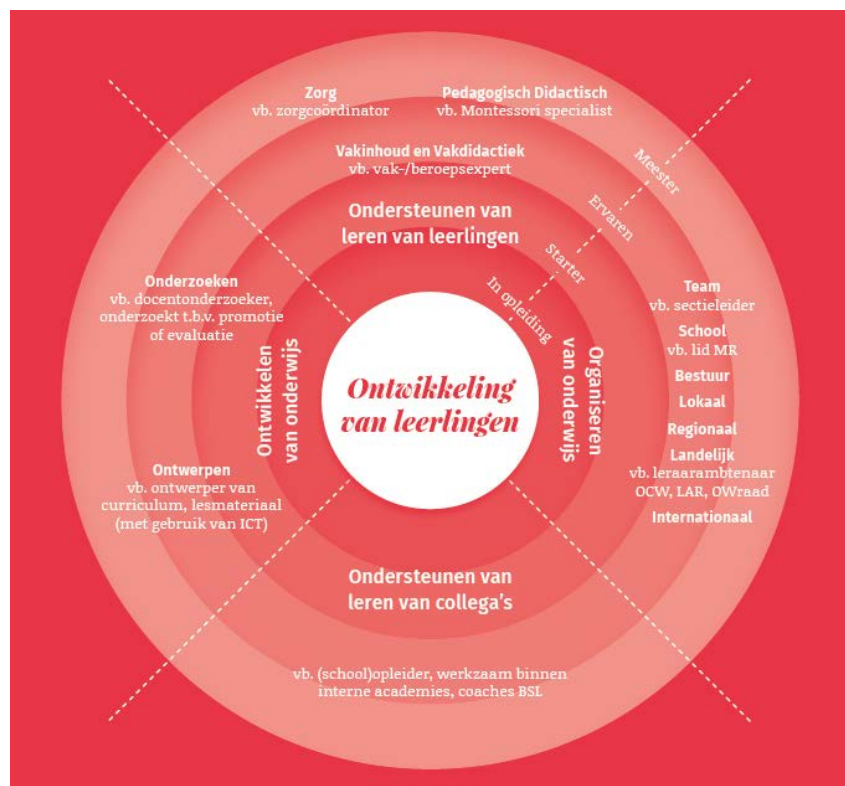 Zorg
vb. zorgcoördinator
Pedagogisch Didactisch
vb. Montessori specialist
Vakinhoud en Vakdidactiek
vb. vak-/beroepsexpert
Ondersteunen van
leren van leerlingen
Meester
Ervaren
Starter
In opleiding
Onderzoeken
vb. docentonderzoeker,
onderzoekt t.b.v. promotie
of evaluatie
Ontwikkelen
van onderwijs
Ontwerpen
vb. ontwerper van
curriculum, lesmateriaal
(met gebruik van ICT)
Ontwikkeling
van leerlingen
Organiseren
van onderwijs
Team
vb. sectieleider
School
vb. lid MR
Bestuur
Lokaal
Regionaal
Landelijk
vb. leraarambtenaar
OCW, LAR, OWraad
Internationaal
Ondersteunen van
leren van collega's
vb. (school)opleider, werkzaam binnen
interne academies, coaches BSL